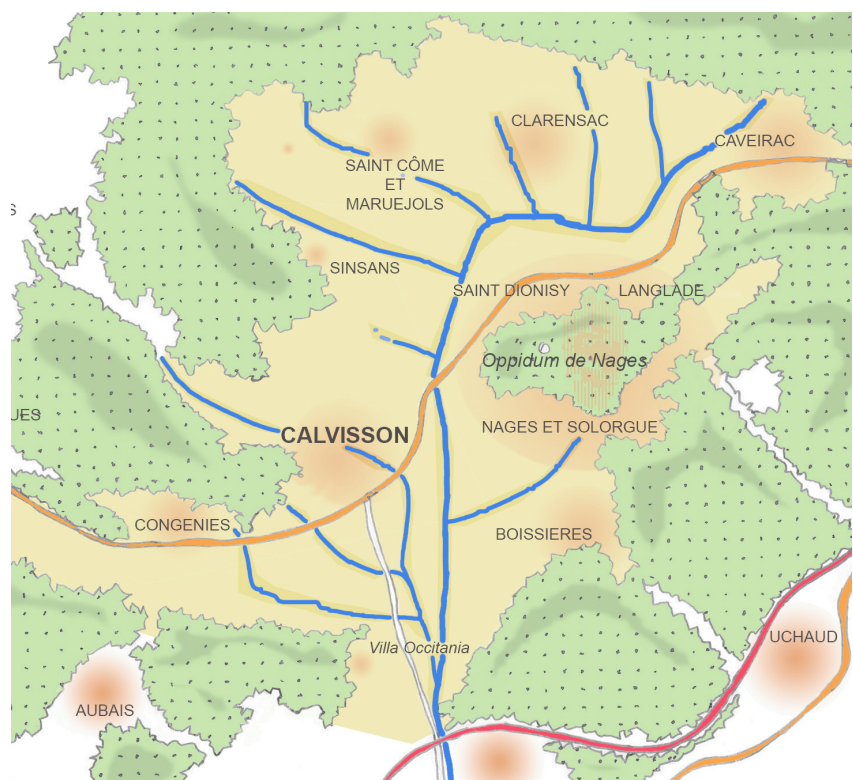 CLARENSAC
CAVEIRAC
SAINT CÔME
ET
MARUEJOLS
S
SINSANS
SAINT DIONISY
LANGLADE
Oppidum de Nages
UES
CALVISSON
NAGES ET SOLORGUE
CONGENIES
BOISSIERES
UCHAUD
Villa Occitania
AUBAIS